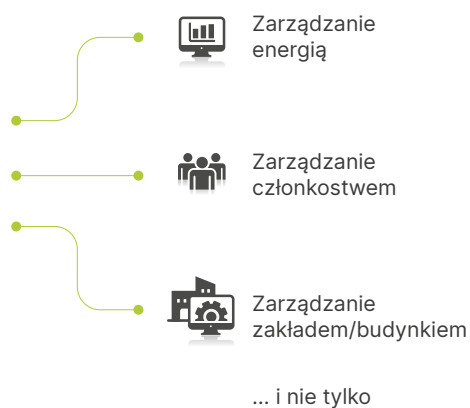 Zarządzanie
energią
Zarządzanie
członkostwem
Zarządzanie
zakładem/budynkiem
... i nie tylko